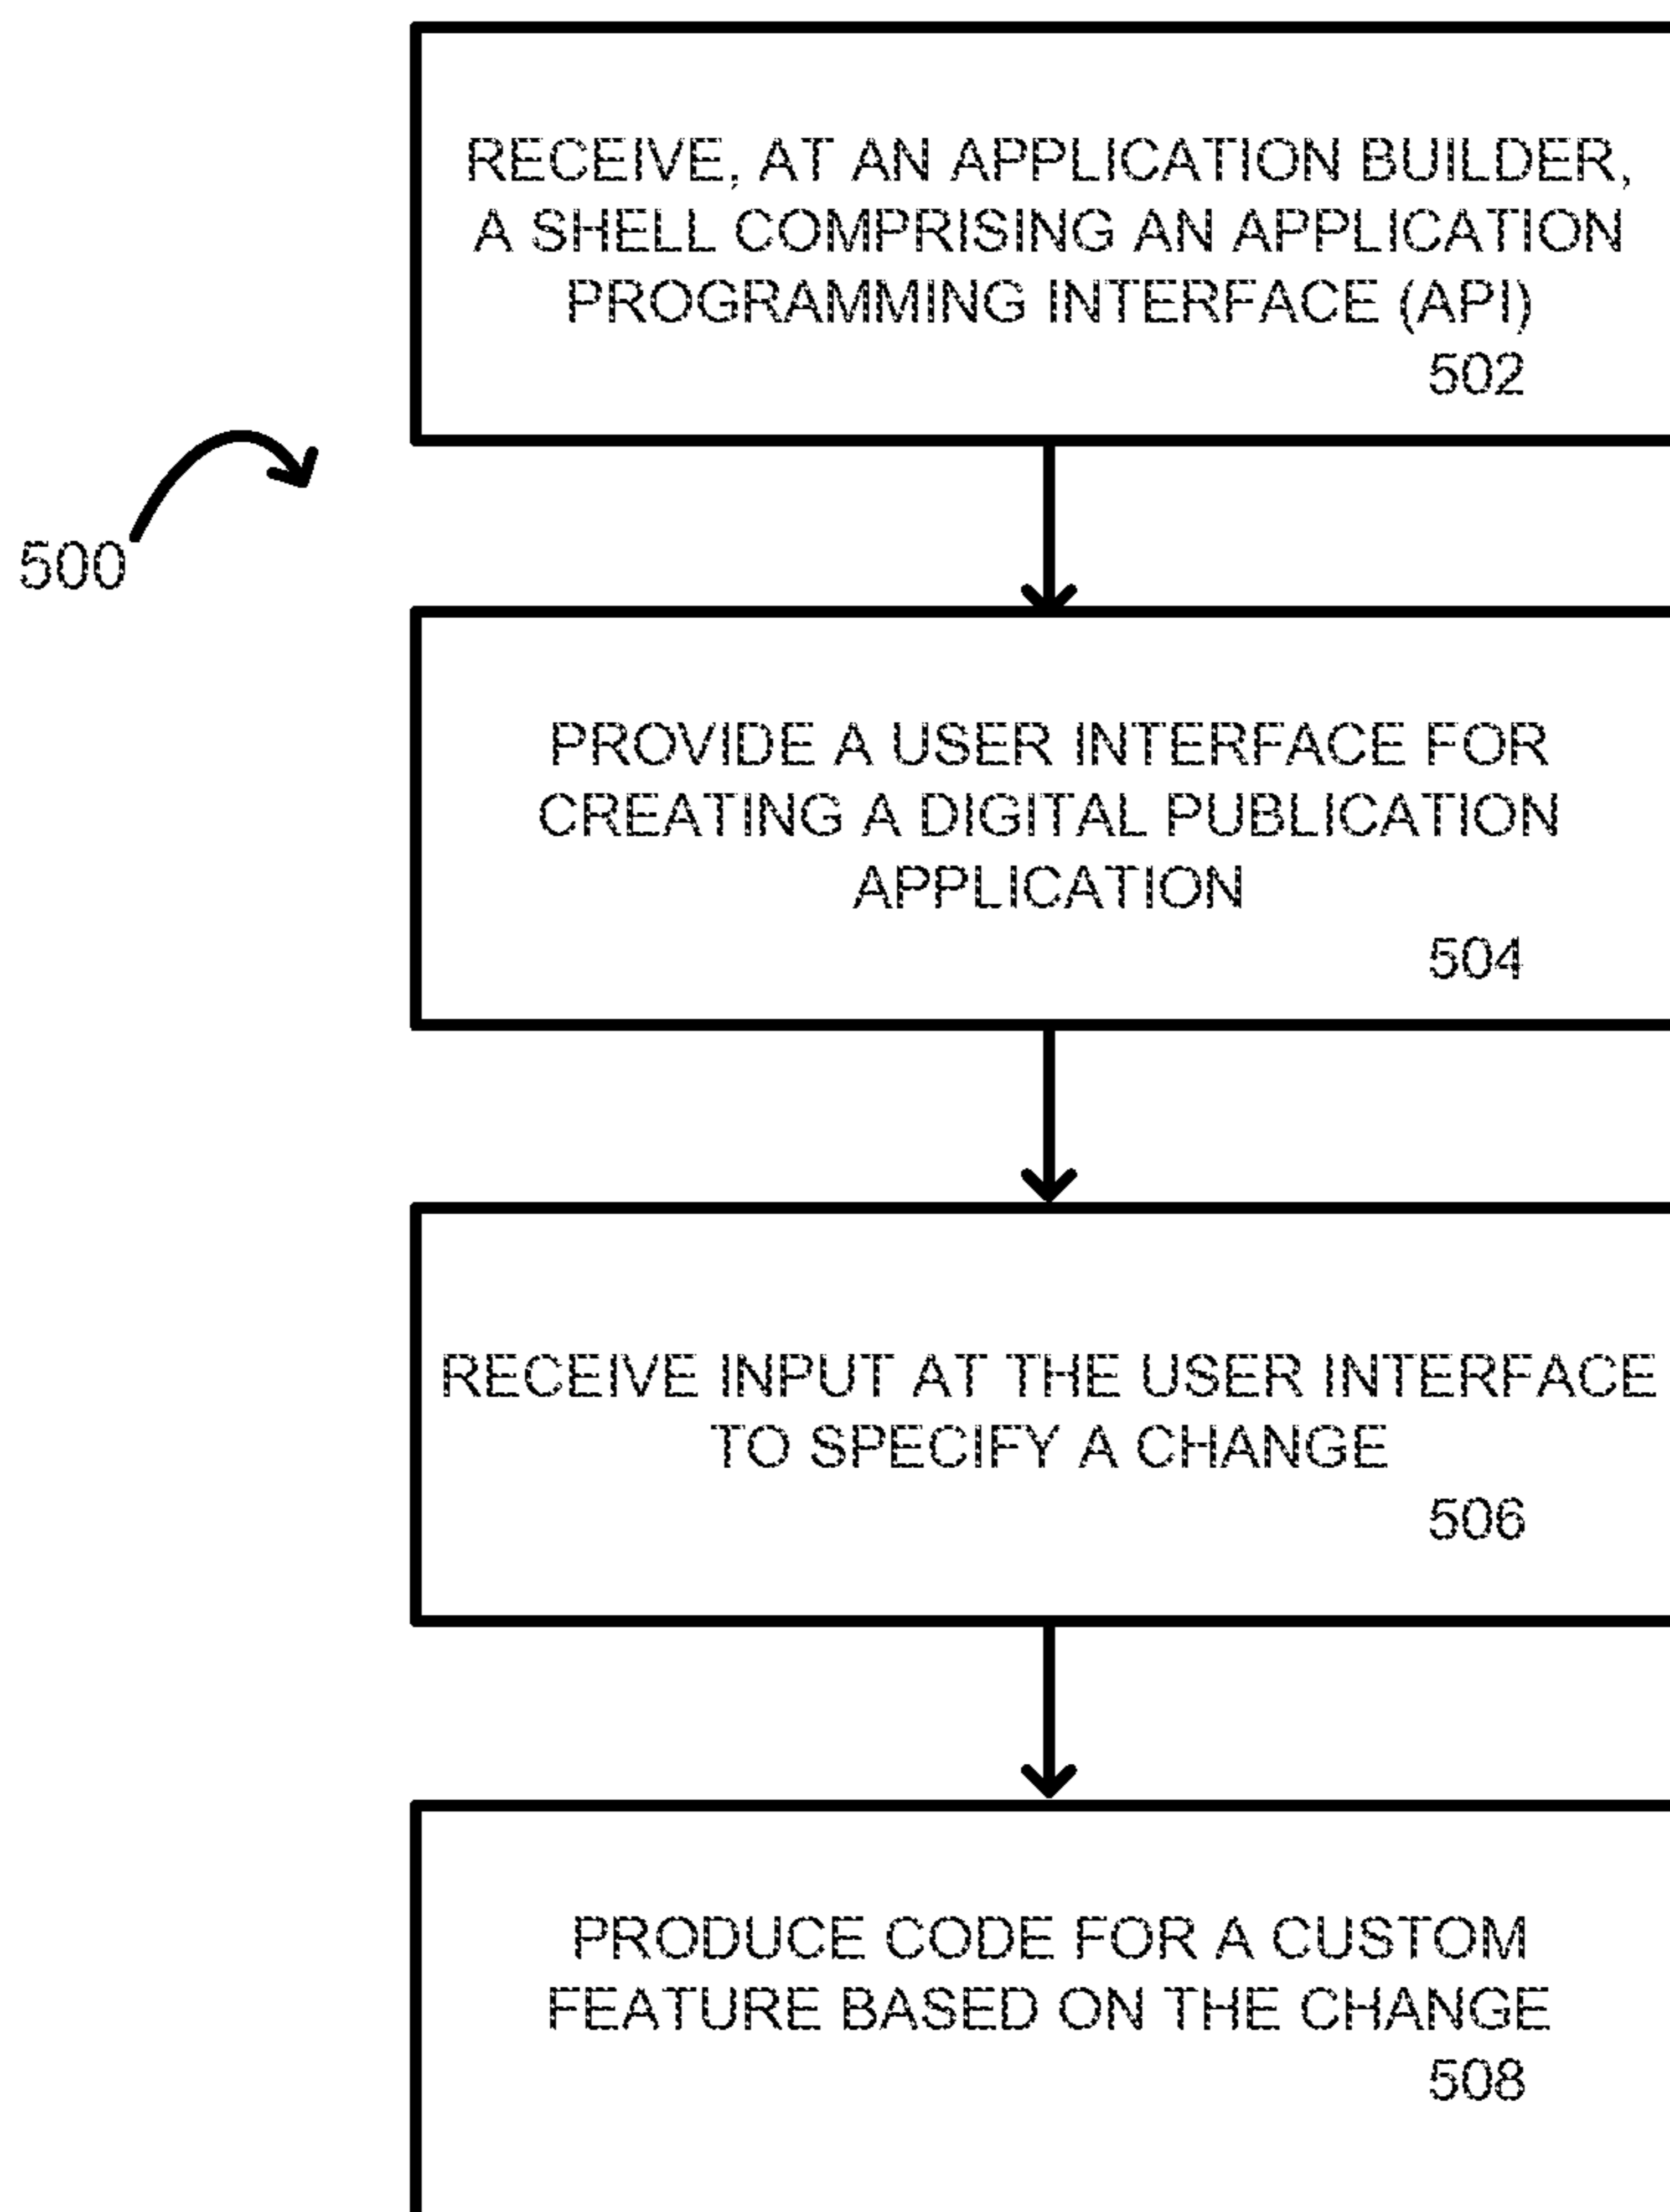 RECEIVE, AT AN APPLICATION BUILDER,
A SHELL COMPRISING AN APPLICATION
PROGRAMMING INTERFACE (API)
502
500
PROVIDE A USER INTERFACE FOR
CREATING A DIGITAL PUBLICATION
APPLICATION
504
RECEIVE INPUT AT THE USER INTERFACE
TO SPECIFY A CHANGE
506
PRODUCE CODE FOR A CUSTOM
FEATURE BASED ON THE CHANGE
508